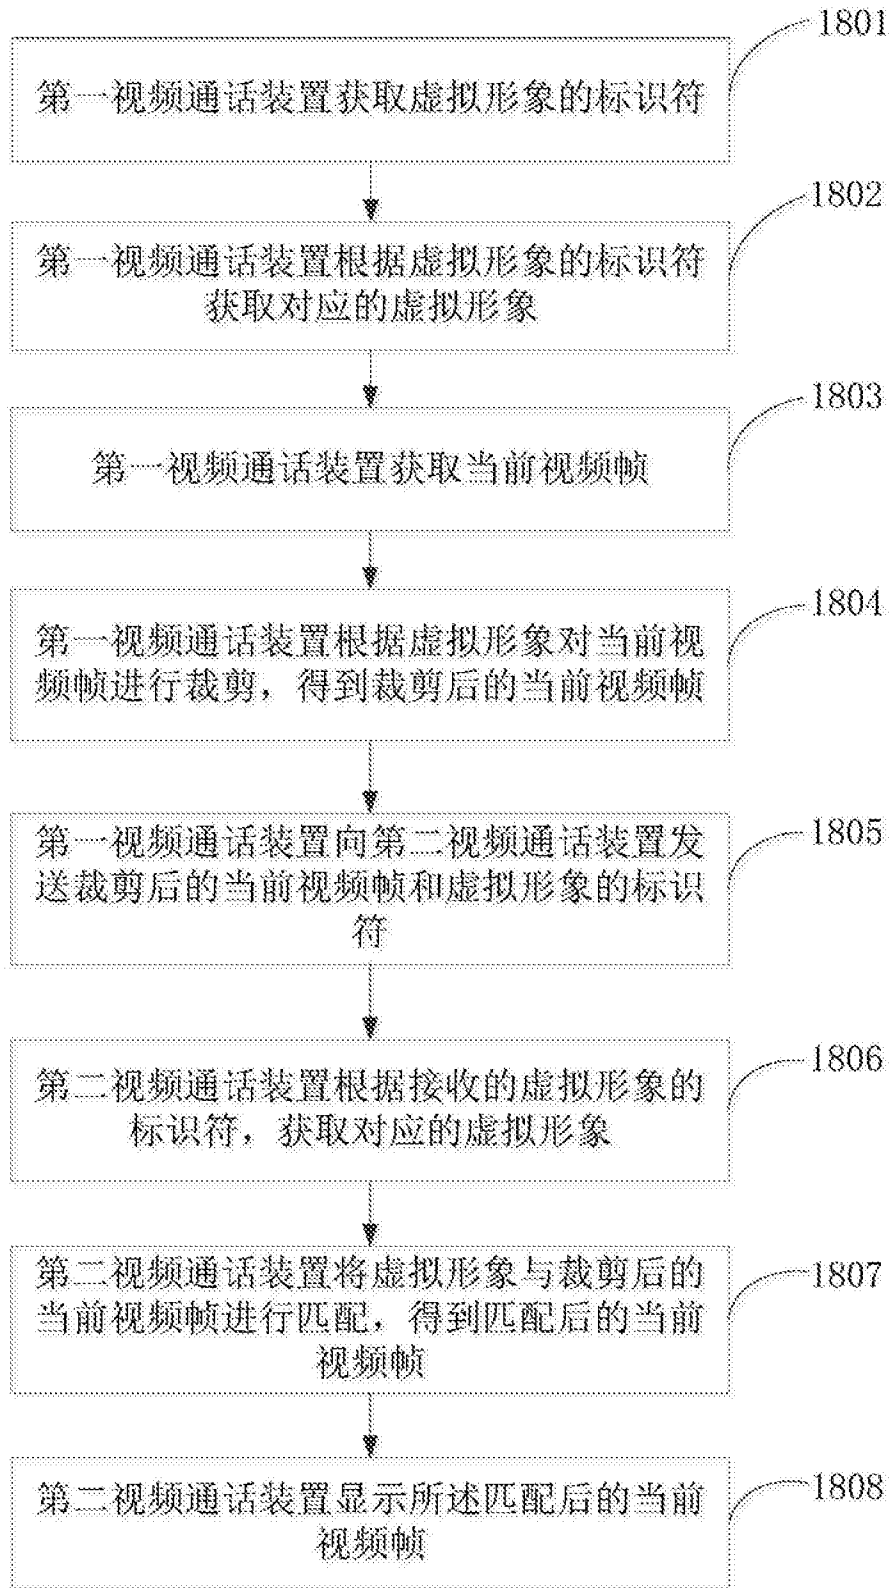 1801
第一视频通话装置获取虚拟形象的标识符
1802
第一视频通话装置根据虚拟形象的标识符
获取对应的虚拟形象
1803
第一视频通话装置获取当前视频帧
1804
第一视频通话装置根据虚拟形象对当前视
频帧进行裁剪，得到裁剪后的当前视频帧
1805
第一视频通话装置向第二视频通话装置发
送裁剪后的当前视频帧和虚拟形象的标识
符
1806
第二视频通话装置根据接收的虚拟形象的
标识符，获取对应的虚拟形象
1807
第二视频通话装置将虚拟形象与裁剪后的
当前视频帧进行匹配，得到匹配后的当前
视频帧
1808
第二视频通话装置显示所述匹配后的当前
视频帧